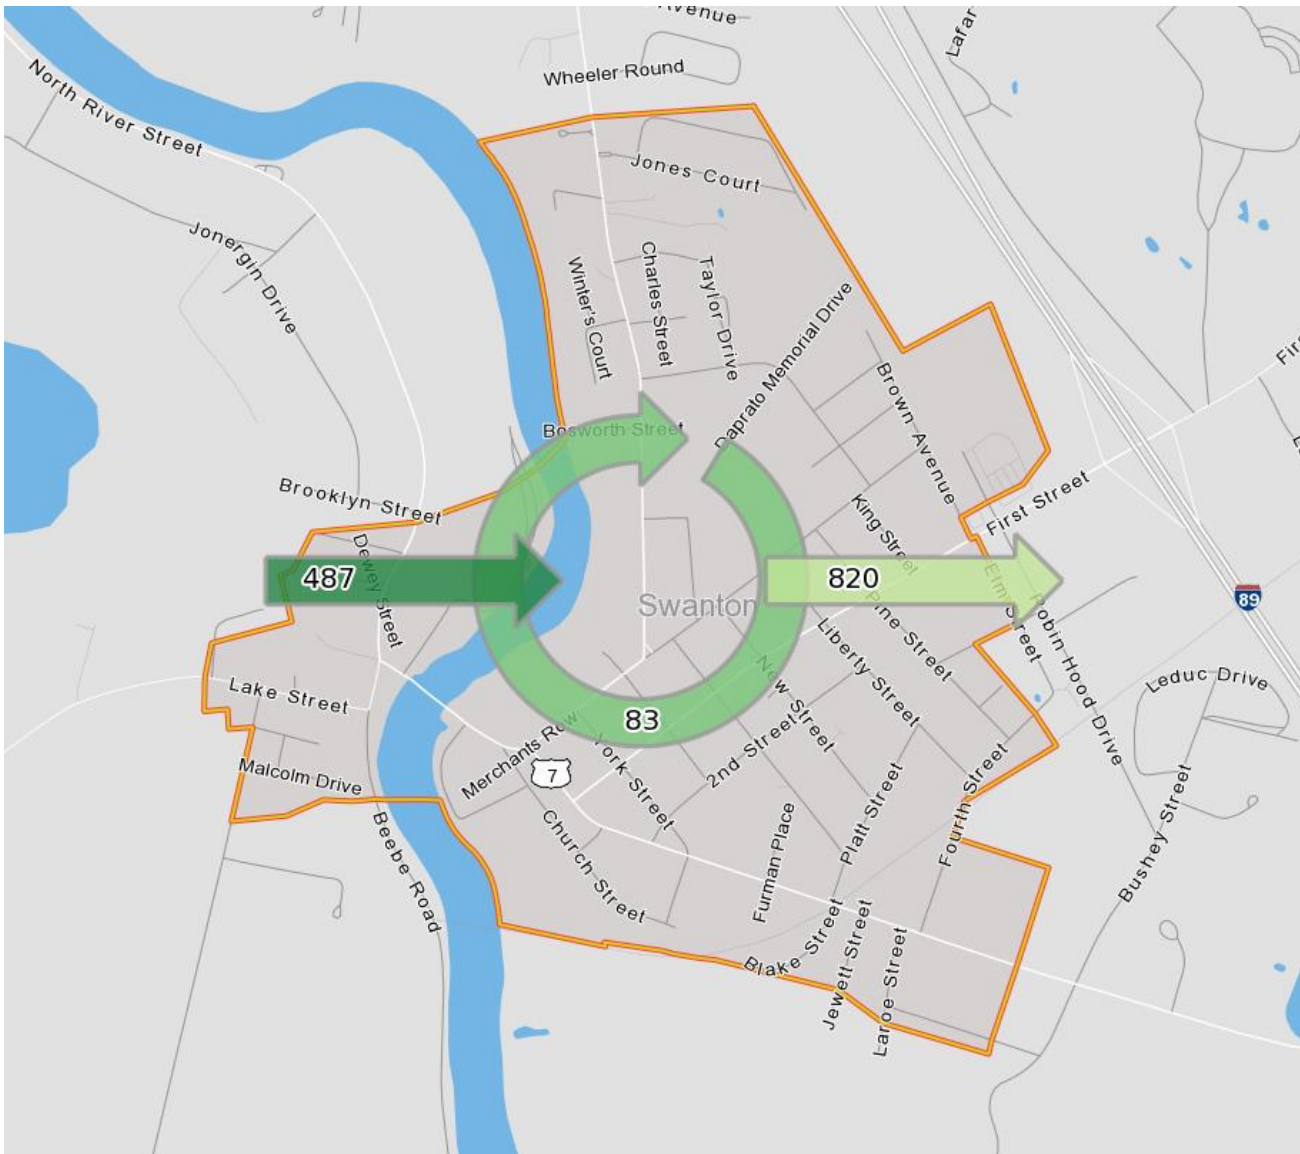 Avenue
Lafar
Wheeler Round
North River Street
Jones Court
Jonergin Drive
Winter's Court
Charles Street
Taylor Drive
Daprato Memorial Drive
Firs
Brown Avenue
Bosworth Street
Brooklyn Street
King Street
First Street
Dewey Street
487
820
Elm Street
Robin Hood Drive
89
Swanton
Pine Street
Liberty Street
New Street
Leduc Drive
Lake Street
83
Merchants Row
York Street
2nd Street
7
Malcolm Drive
Church Street
Platt Street
Fourth Street
Bushey Street
Beebe Road
Furman Place
Blake Street
Jewett Street
Laroe Street